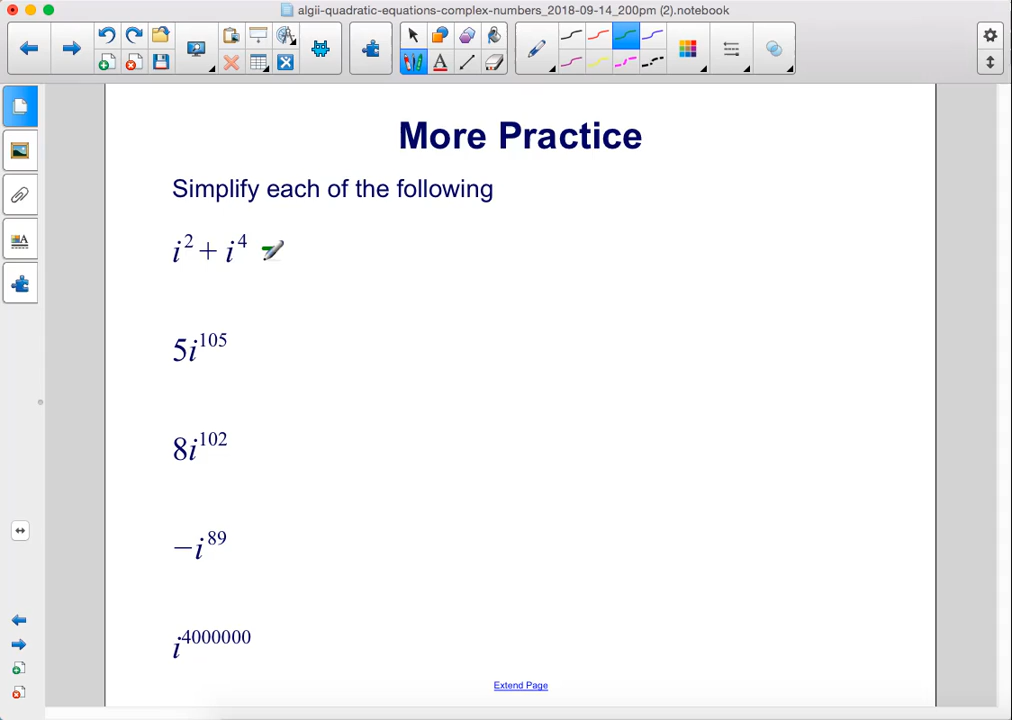 algii-quadratic-equations-complex-numbers_2018-09-14_200pm (2).notebook
More Practice
Simplify each of the following
i² + i⁴
5i¹⁰⁵
8i¹⁰²
−i⁸⁹
i⁴⁰⁰⁰⁰⁰⁰
Extend Page